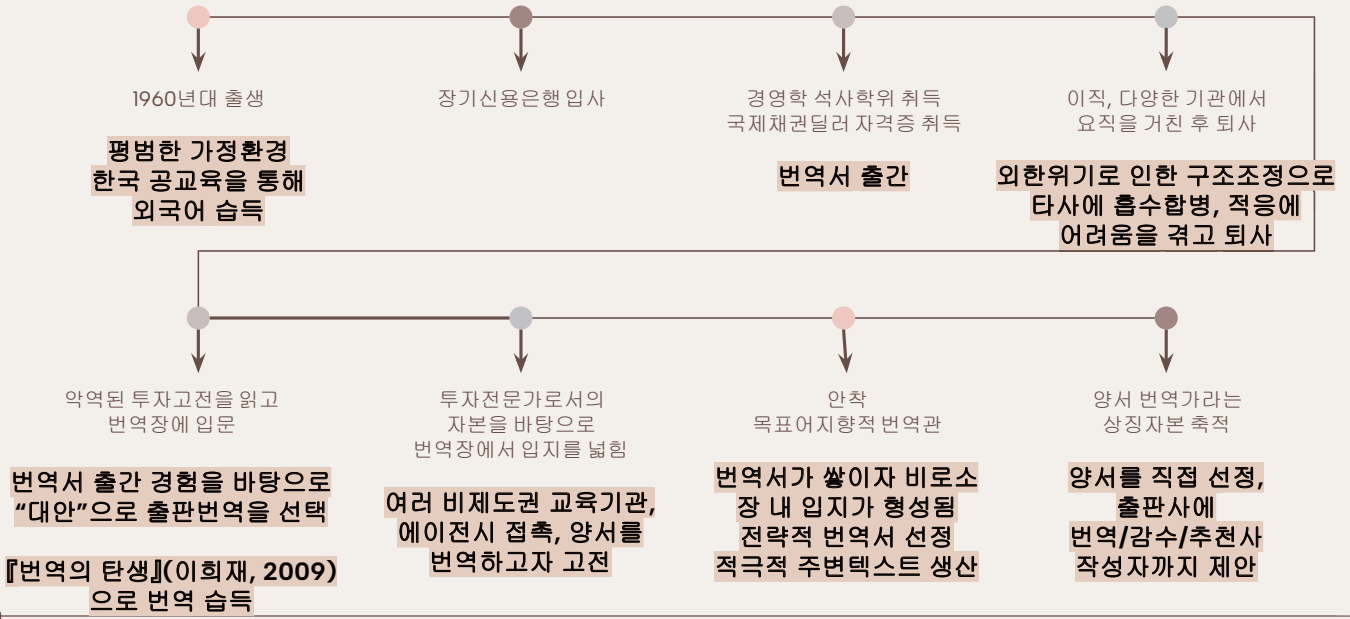 1960년대 출생
평범한 가정환경
한국 공교육을 통해
외국어 습득
장기신용은행 입사
경영학 석사학위 취득
국제채권딜러 자격증 취득
번역서 출간
이직, 다양한 기관에서
요직을 거친 후 퇴사
외한위기로 인한 구조조정으로
타사에 흡수합병, 적응에
어려움을 겪고 퇴사
악역된 투자고전을 읽고
번역장에 입문
번역서 출간 경험을 바탕으로
“대안”으로 출판번역을 선택
『번역의 탄생』(이희재, 2009)
으로 번역 습득
투자전문가로서의
자본을 바탕으로
번역장에서 입지를 넓힘
여러 비제도권 교육기관,
에이전시 접촉, 양서를
번역하고자 고전
안착
목표어지향적 번역관
번역서가 쌓이자 비로소
장 내 입지가 형성됨
전략적 번역서 선정
적극적 주변텍스트 생산
양서 번역가라는
상징자본 축적
양서를 직접 선정,
출판사에
번역/감수/추천사
작성자까지 제안